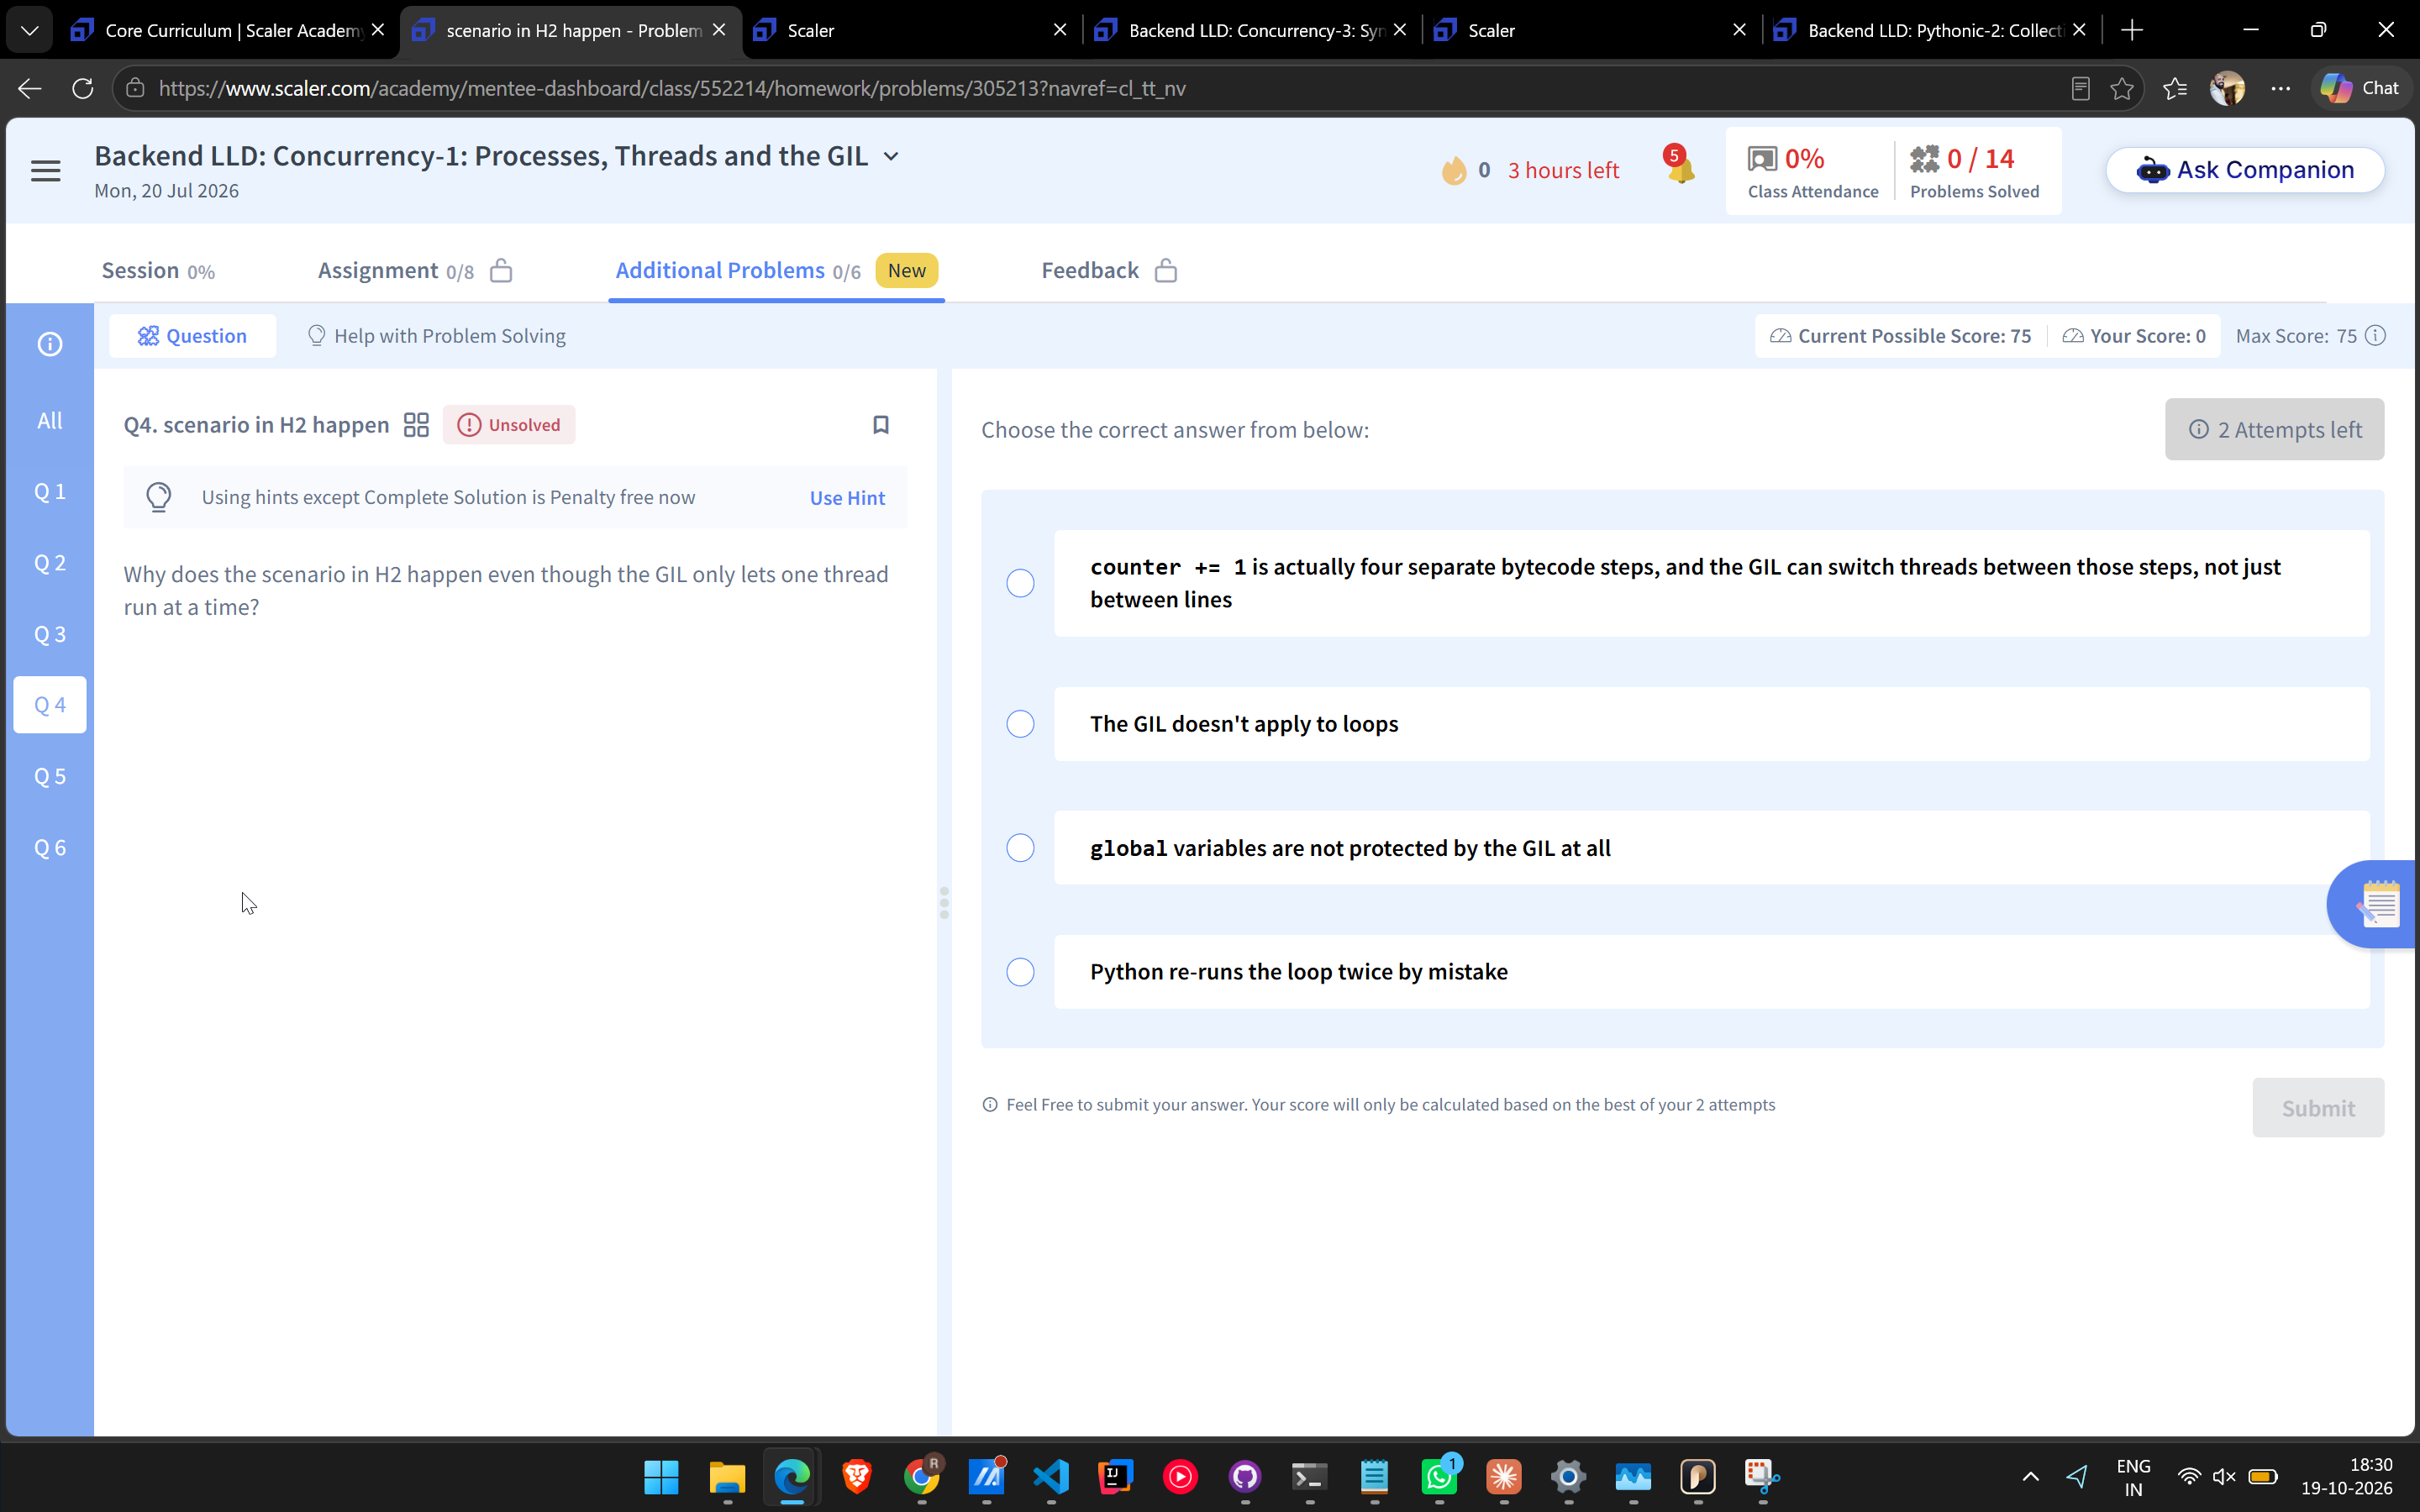 Core Curriculum | Scaler Academ
scenario in H2 happen - Problem
Scaler
Backend LLD: Concurrency-3: Syn
Scaler
Backend LLD: Pythonic-2: Collecti
https://www.scaler.com/academy/mentee-dashboard/class/552214/homework/problems/305213?navref=cl_tt_nv
Chat
Backend LLD: Concurrency-1: Processes, Threads and the GIL
Mon, 20 Jul 2026
0 3 hours left
5
0%
Class Attendance
0 / 14
Problems Solved
Ask Companion
Session 0%
Assignment 0/8
Additional Problems 0/6 New
Feedback
Question
Help with Problem Solving
Current Possible Score: 75
Your Score: 0
Max Score: 75
All
Q 1
Q 2
Q 3
Q 4
Q 5
Q 6
Q4. scenario in H2 happen
Unsolved
Using hints except Complete Solution is Penalty free now
Use Hint
Why does the scenario in H2 happen even though the GIL only lets one thread
run at a time?
Choose the correct answer from below:
2 Attempts left
counter += 1 is actually four separate bytecode steps, and the GIL can switch threads between those steps, not just
between lines
The GIL doesn't apply to loops
global variables are not protected by the GIL at all
Python re-runs the loop twice by mistake
Feel Free to submit your answer. Your score will only be calculated based on the best of your 2 attempts
Submit
R
IJ
1
ENG
IN
18:30
19-10-2026